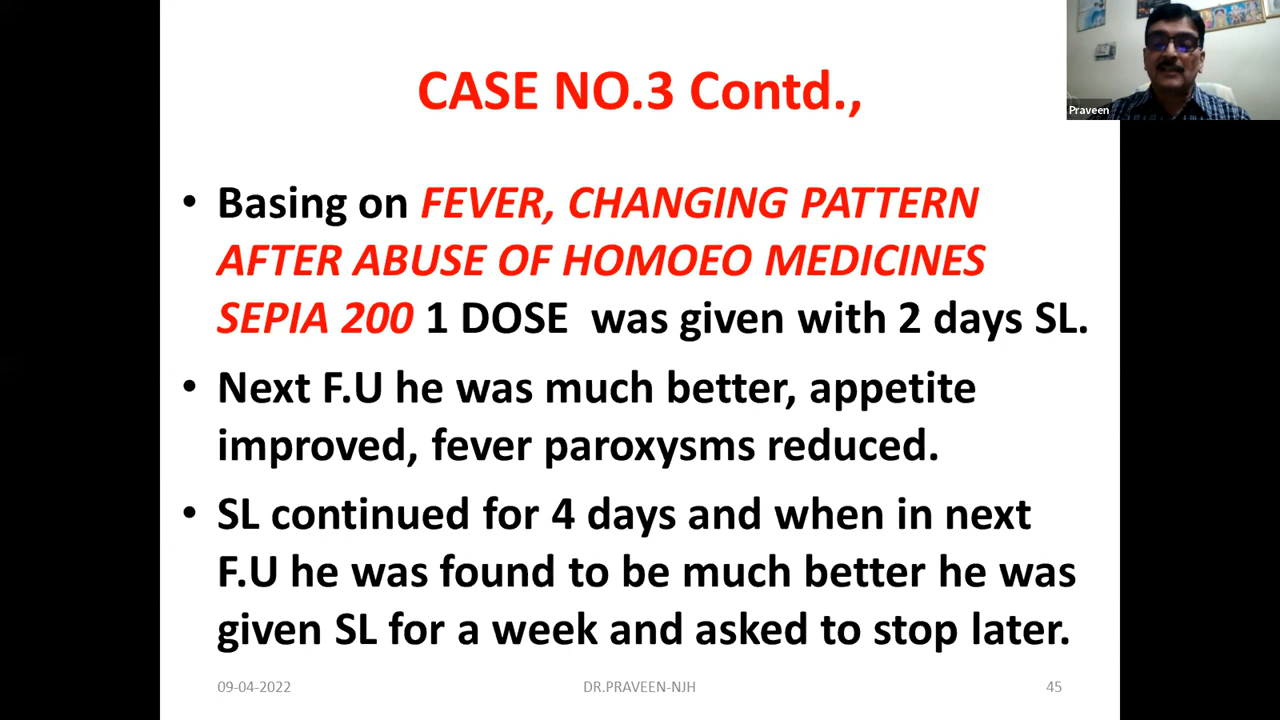 CASE NO.3 Contd.,
Praveen
• Basing on FEVER, CHANGING PATTERN
AFTER ABUSE OF HOMOEO MEDICINES
SEPIA 200 1 DOSE was given with 2 days SL.
• Next F.U he was much better, appetite
improved, fever paroxysms reduced.
• SL continued for 4 days and when in next
F.U he was found to be much better he was
given SL for a week and asked to stop later.
09-04-2022 DR.PRAVEEN-NJH 45